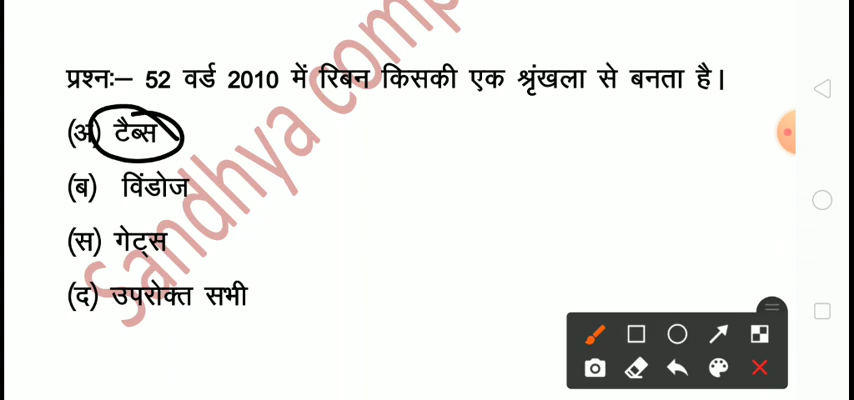 प्रश्नः– 52 वर्ड 2010 में रिबन किसकी एक श्रृंखला से बनता है।
(अ) टैब्स
(ब) विंडोज
(स) गेट्स
(द) उपरोक्त सभी
Sandhya comp